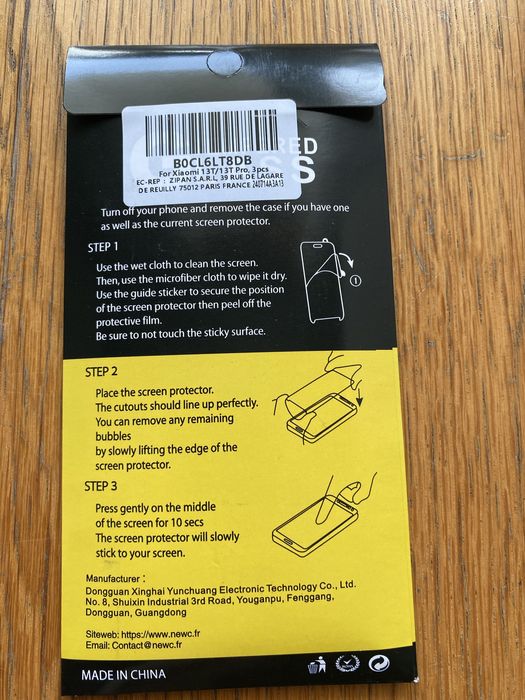 B0CL6LT8DB
For Xiaomi 13T/13T Pro, 3pcs
EC-REP : ZIPAN S.A.R.L, 39 RUE DE LAGARE
DE REUILLY 75012 PARIS FRANCE 240714A3A13
RED
SS
Turn off your phone and remove the case if you have one
as well as the current screen protector.
STEP 1
Use the wet cloth to clean the screen.
Then, use the microfiber cloth to wipe it dry.
Use the guide sticker to secure the position
of the screen protector then peel off the
protective film.
Be sure to not touch the sticky surface.
1
STEP 2
Place the screen protector.
The cutouts should line up perfectly.
You can remove any remaining
bubbles
by slowly lifting the edge of the
screen protector.
STEP 3
Press gently on the middle
of the screen for 10 secs
The screen protector will slowly
stick to your screen.
Manufacturer :
Dongguan Xinghai Yunchuang Electronic Technology Co., Ltd.
No. 8, Shuixin Industrial 3rd Road, Youganpu, Fenggang,
Dongguan, Guangdong
Siteweb: https://www.newc.fr
Email: Contact@newc.fr
MADE IN CHINA